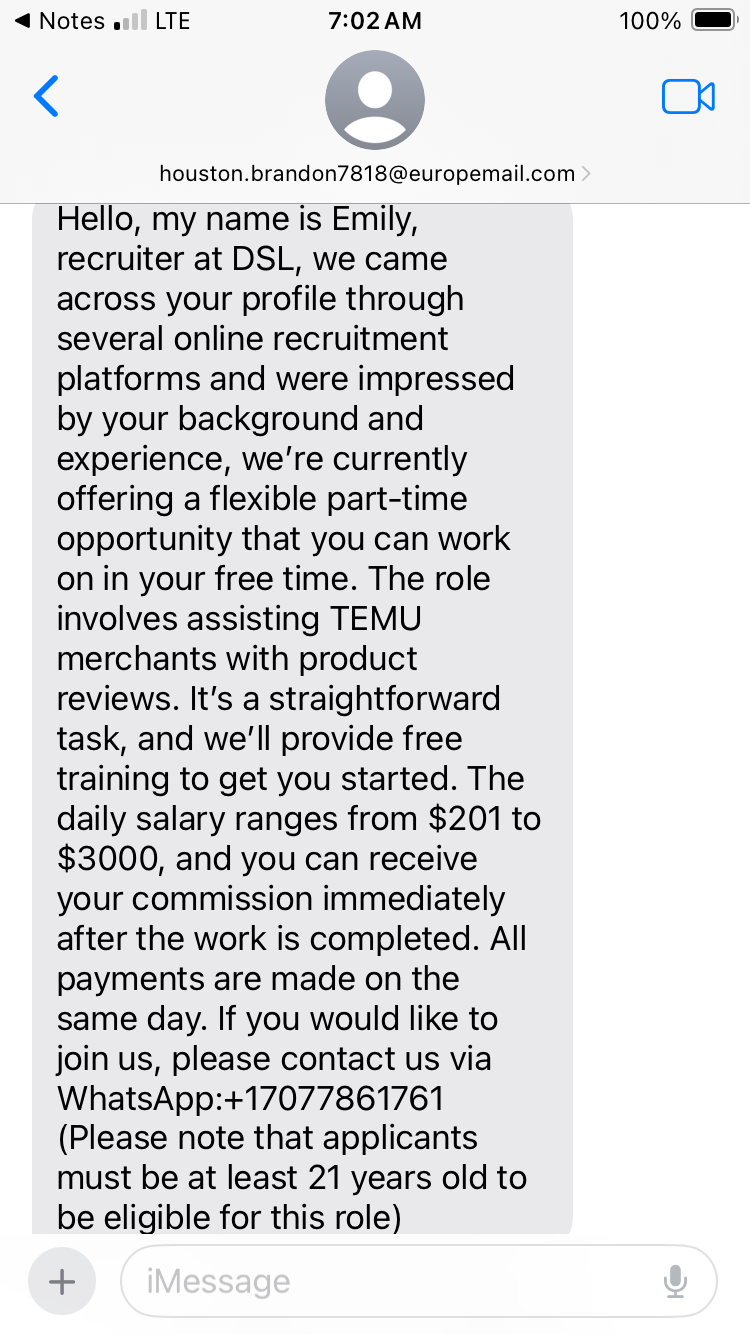 Notes LTE 7:02 AM 100%
houston.brandon7818@europemail.com
Hello, my name is Emily,
recruiter at DSL, we came
across your profile through
several online recruitment
platforms and were impressed
by your background and
experience, we're currently
offering a flexible part-time
opportunity that you can work
on in your free time. The role
involves assisting TEMU
merchants with product
reviews. It's a straightforward
task, and we'll provide free
training to get you started. The
daily salary ranges from $201 to
$3000, and you can receive
your commission immediately
after the work is completed. All
payments are made on the
same day. If you would like to
join us, please contact us via
WhatsApp:+17077861761
(Please note that applicants
must be at least 21 years old to
be eligible for this role)
iMessage